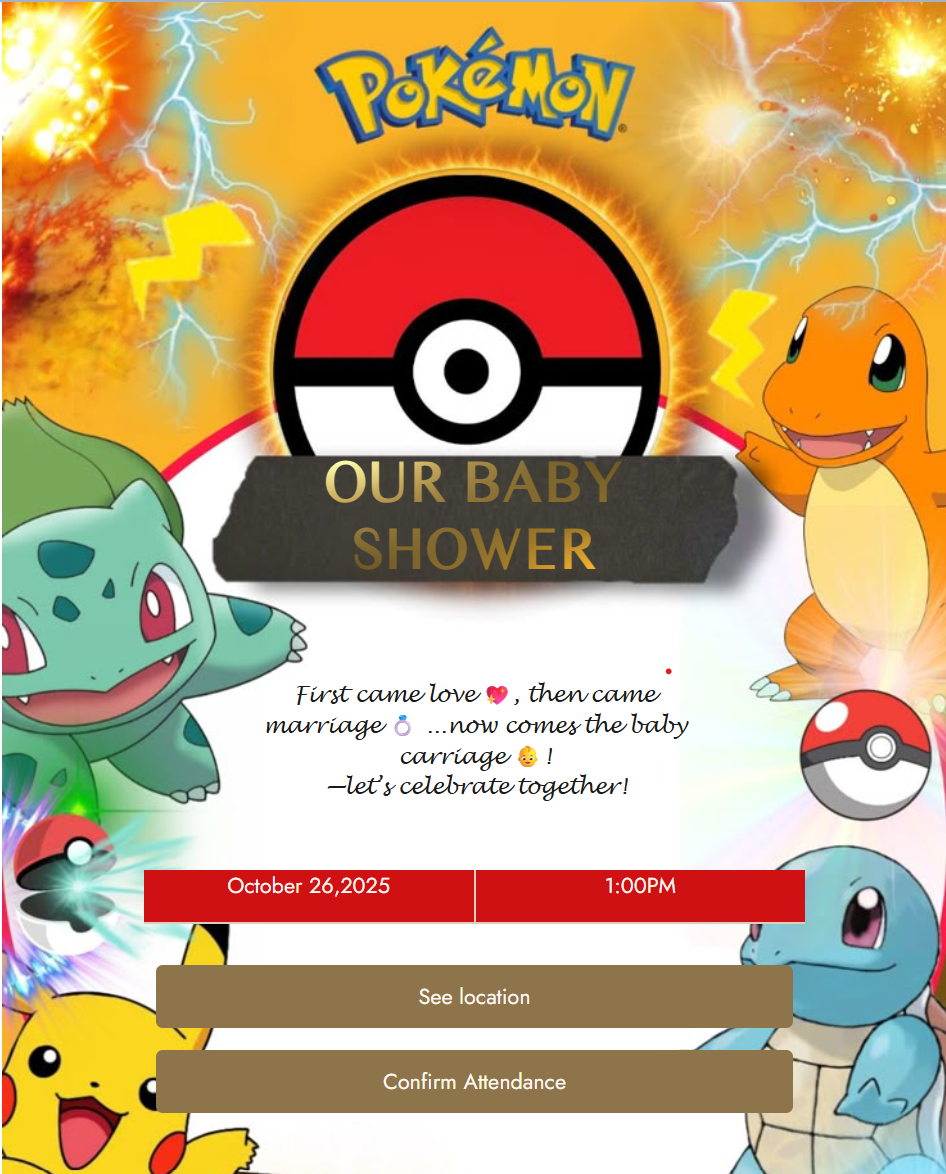 POKéMON®
OUR BABY
SHOWER
First came love 💖 , then came
marriage 💍 ...now comes the baby
carriage 👶 !
—let's celebrate together!
October 26,2025
1:00PM
See location
Confirm Attendance